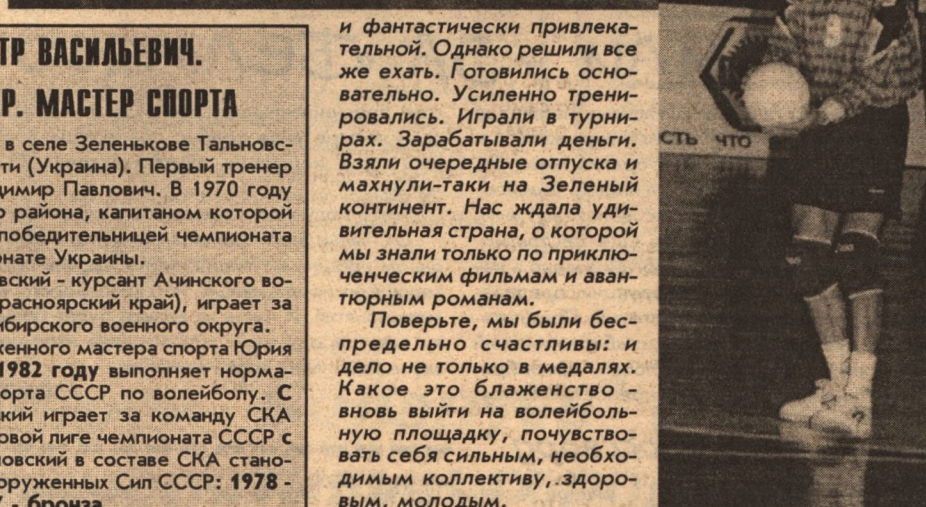 ТР ВАСИЛЬЕВИЧ.
Р. МАСТЕР СПОРТА
в селе Зеленькове Тальновс-
ти (Украина). Первый тренер
димир Павлович. В 1970 году
о района, капитаном которой
победительницей чемпионата
онате Украины.
вский - курсант Ачинского во-
расноярский край), играет за
ибирского военного округа.
женного мастера спорта Юрия
1982 году выполняет норма-
орта СССР по волейболу. С
ский играет за команду СКА
овой лиге чемпионата СССР с
новский в составе СКА стано-
оруженных Сил СССР: 1978 -
- бронза
и фантастически привлека-
тельной. Однако решили все
же ехать. Готовились осно-
вательно. Усиленно трени-
ровались. Играли в турни-
рах. Зарабатывали деньги.
Взяли очередные отпуска и
махнули-таки на Зеленый
континент. Нас ждала уди-
вительная страна, о которой
мы знали только по приклю-
ченческим фильмам и аван-
тюрным романам.
Поверьте, мы были бес-
предельно счастливы: и
дело не только в медалях.
Какое это блаженство -
вновь выйти на волейболь-
ную площадку, почувство-
вать себя сильным, необхо-
димым коллективу, здоро-
вым, молодым.
СТЬ ЧТО